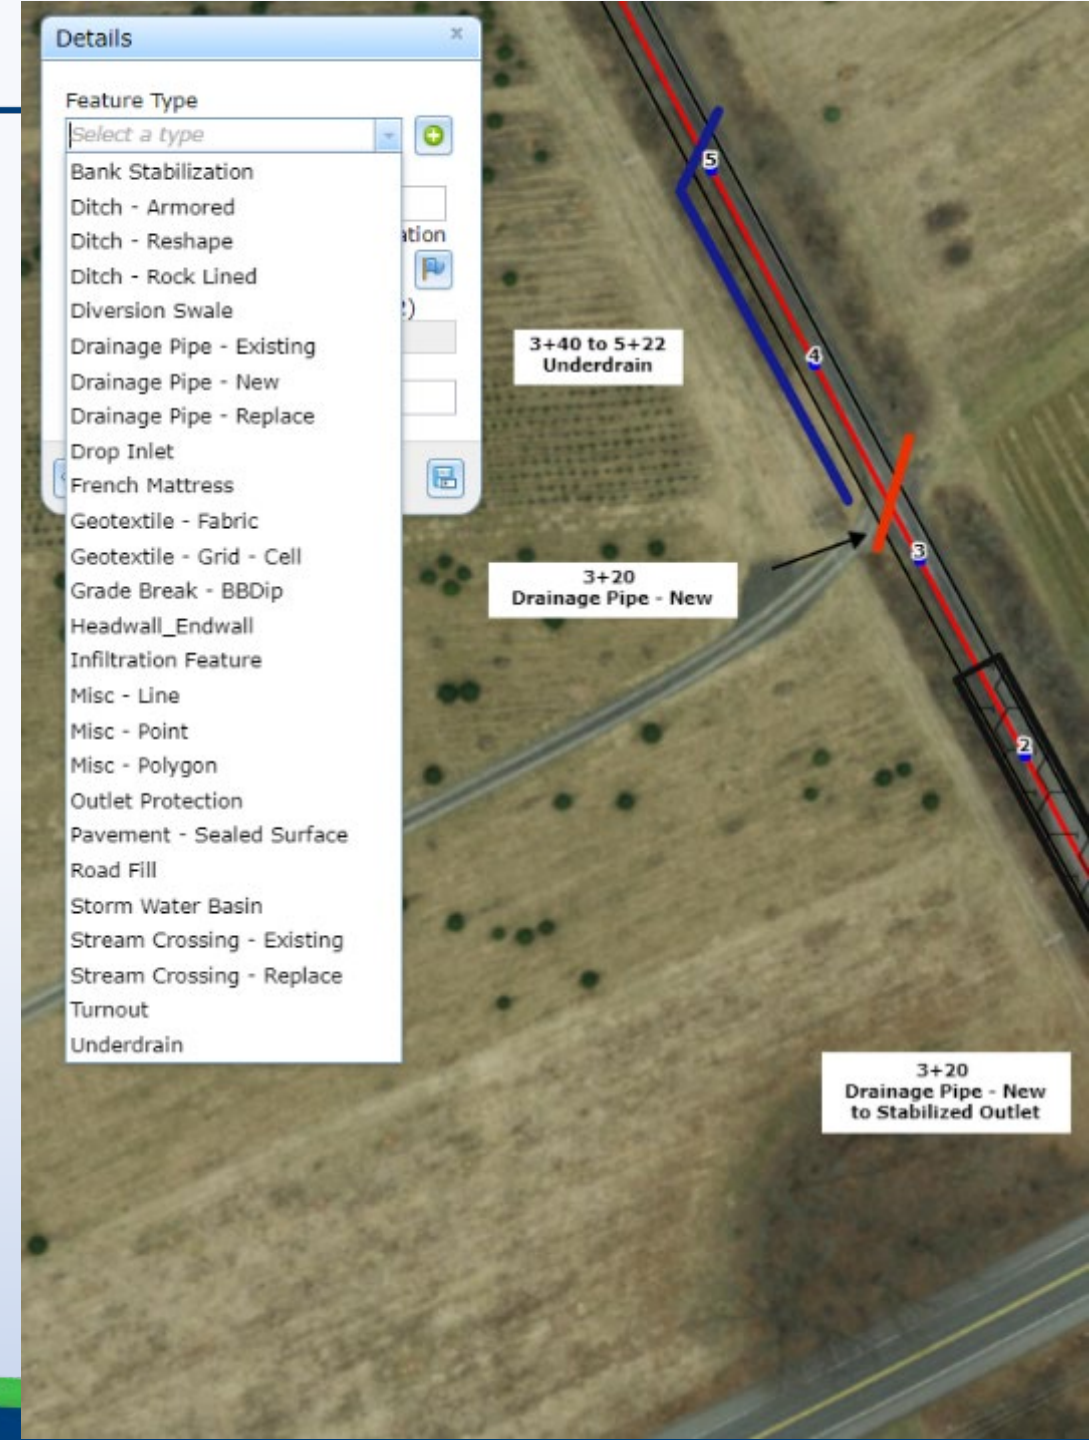 Details
Feature Type
Select a type
Bank Stabilization
Ditch - Armored
Ditch - Reshape
Ditch - Rock Lined
Diversion Swale
Drainage Pipe - Existing
Drainage Pipe - New
Drainage Pipe - Replace
Drop Inlet
French Mattress
Geotextile - Fabric
Geotextile - Grid - Cell
Grade Break - BBDip
Headwall_Endwall
Infiltration Feature
Misc - Line
Misc - Point
Misc - Polygon
Outlet Protection
Pavement - Sealed Surface
Road Fill
Storm Water Basin
Stream Crossing - Existing
Stream Crossing - Replace
Turnout
Underdrain
5
3+40 to 5+22
Underdrain
4
3
3+20
Drainage Pipe - New
2
3+20
Drainage Pipe - New
to Stabilized Outlet